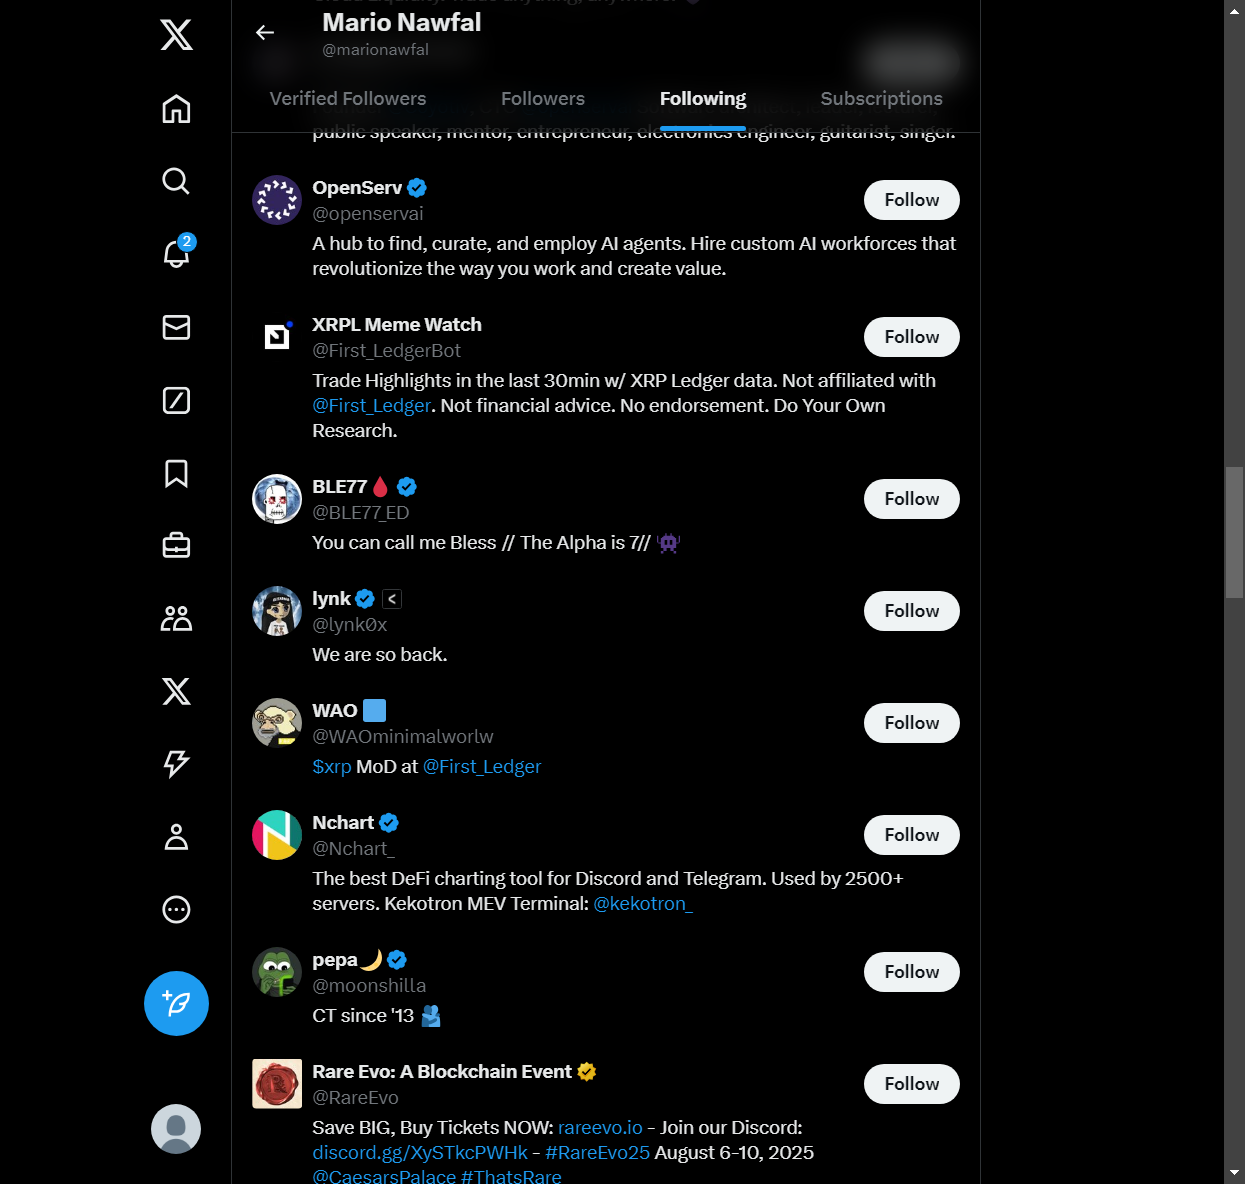 Mario Nawfal
@marionawfal
Verified Followers
Followers
Following
Subscriptions
public speaker, mentor, entrepreneur, electronics engineer, guitarist, singer.
OpenServ
@openservai
Follow
A hub to find, curate, and employ AI agents. Hire custom AI workforces that
revolutionize the way you work and create value.
XRPL Meme Watch
@First_LedgerBot
Follow
Trade Highlights in the last 30min w/ XRP Ledger data. Not affiliated with
@First_Ledger. Not financial advice. No endorsement. Do Your Own
Research.
2
BLE77🩸
@BLE77_ED
Follow
You can call me Bless // The Alpha is 7// 👾
lynk
<
@lynk0x
Follow
We are so back.
WAO 🟦
@WAOminimalworlw
Follow
$xrp MoD at @First_Ledger
Nchart
@Nchart_
Follow
The best DeFi charting tool for Discord and Telegram. Used by 2500+
servers. Kekotron MEV Terminal: @kekotron_
pepa🌙
@moonshilla
Follow
CT since '13 🫂
Rare Evo: A Blockchain Event
@RareEvo
Follow
Save BIG, Buy Tickets NOW: rareevo.io - Join our Discord:
discord.gg/XySTkcPWHk - #RareEvo25 August 6-10, 2025
@CaesarsPalace #ThatsRare